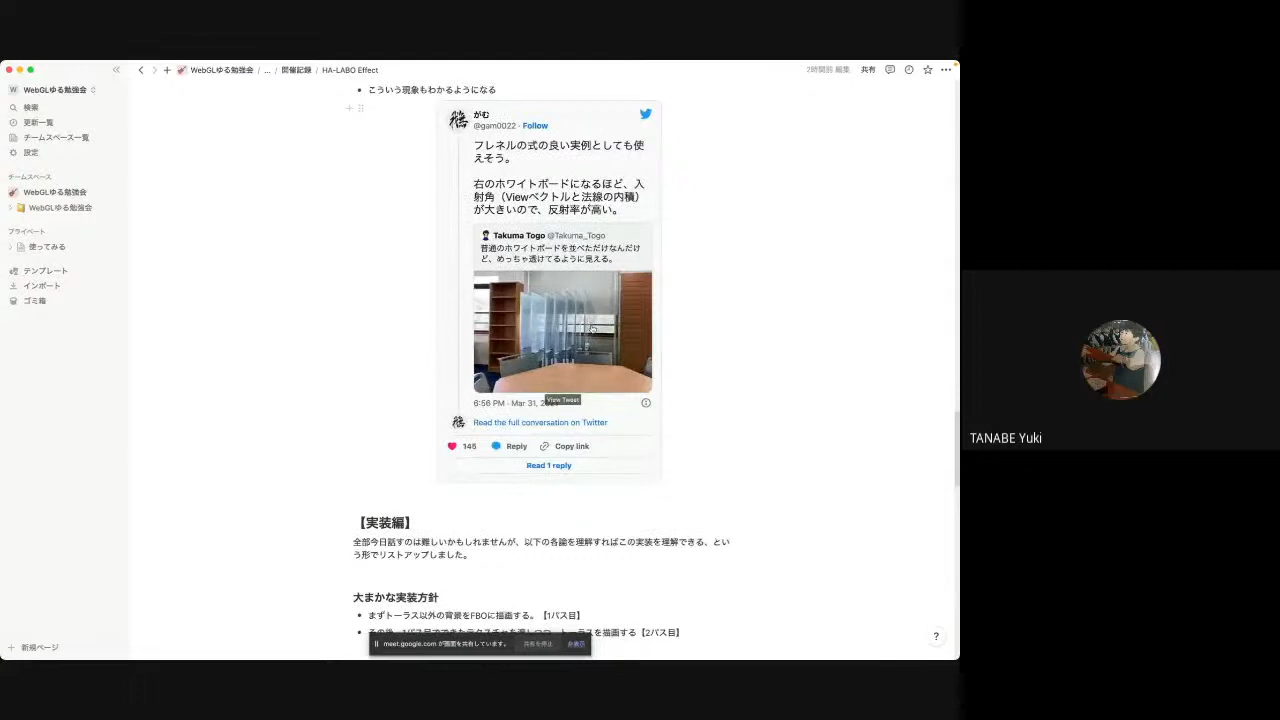 WebGLゆる勉強会 / ... / 開催記録 / HA-LABO Effect
2時間前 編集
共有
W WebGLゆる勉強会
検索
更新一覧
チームスペース一覧
設定
チームスペース
WebGLゆる勉強会
WebGLゆる勉強会
プライベート
使ってみる
テンプレート
インポート
ゴミ箱
新規ページ
こういう現象もわかるようになる
がむ
@gam0022 · Follow
フレネルの式の良い実例としても使
えそう。
右のホワイトボードになるほど、入
射角（Viewベクトルと法線の内積）
が大きいので、反射率が高い。
Takuma Togo @Takuma_Togo
普通のホワイトボードを並べただけなんだけ
ど、めっちゃ透けてるように見える。
6:56 PM · Mar 31,
View Tweet
Read the full conversation on Twitter
145
Reply
Copy link
Read 1 reply
【実装編】
全部今日話すのは難しいかもしれませんが、以下の各論を理解すればこの実装を理解できる、とい
う形でリストアップしました。
大まかな実装方針
まずトーラス以外の背景をFBOに描画する。【1パス目】
ーラスを描画する【2パス目】
meet.google.com が画面を共有しています。
共有を停止
非表示
?
TANABE Yuki